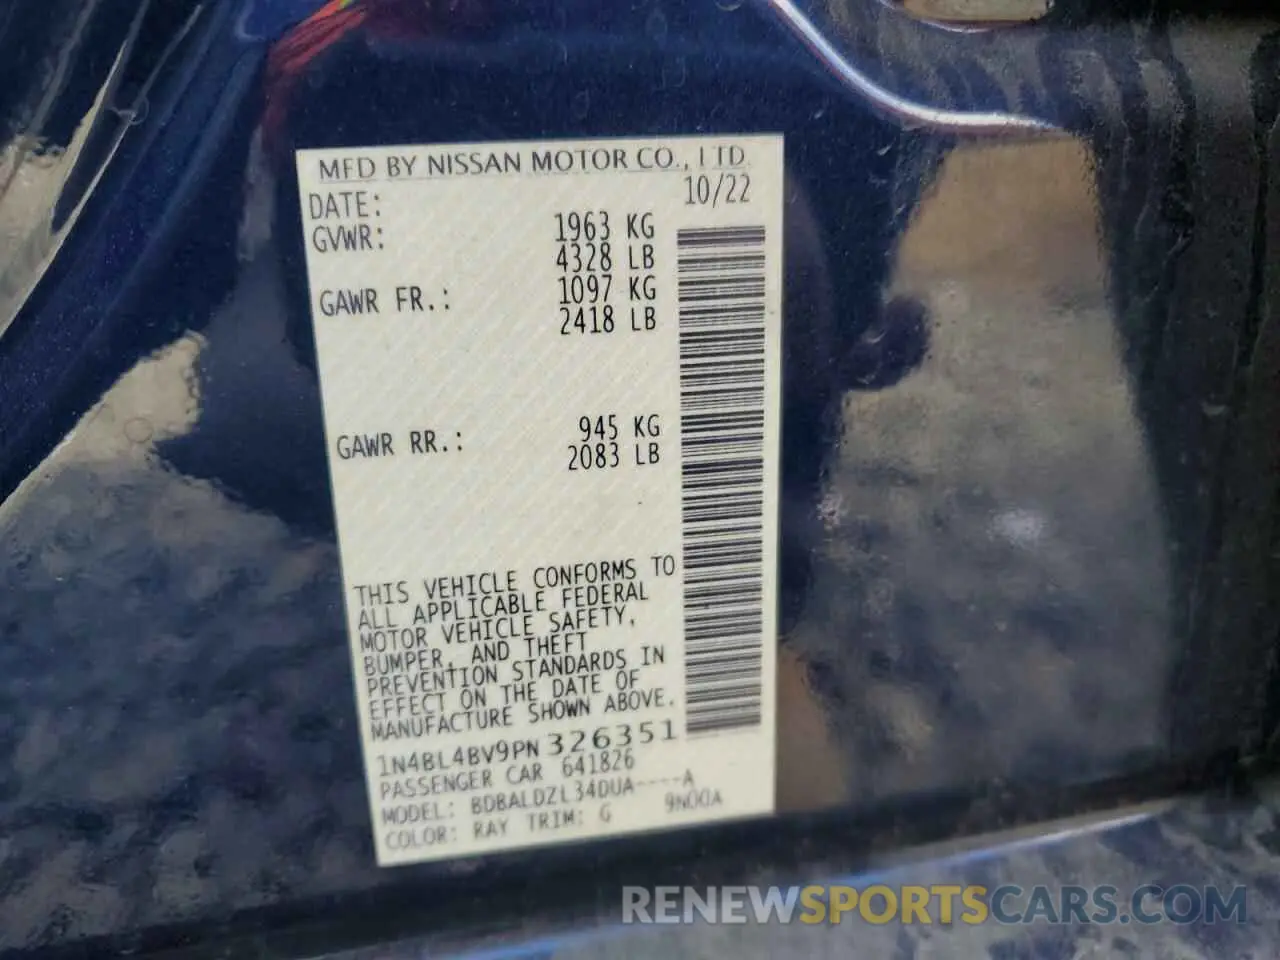 MFD BY NISSAN MOTOR CO., LTD.
DATE: 10/22
GVWR: 1963 KG
4328 LB
GAWR FR.: 1097 KG
2418 LB
GAWR RR.: 945 KG
2083 LB
THIS VEHICLE CONFORMS TO
ALL APPLICABLE FEDERAL
MOTOR VEHICLE SAFETY,
BUMPER, AND THEFT
PREVENTION STANDARDS IN
EFFECT ON THE DATE OF
MANUFACTURE SHOWN ABOVE.
1N4BL4BV9PN326351
PASSENGER CAR 641826
MODEL: BDBALDZL34DUA----A
COLOR: RAY TRIM: G 9N00A
RENEWSPORTSCARS.COM